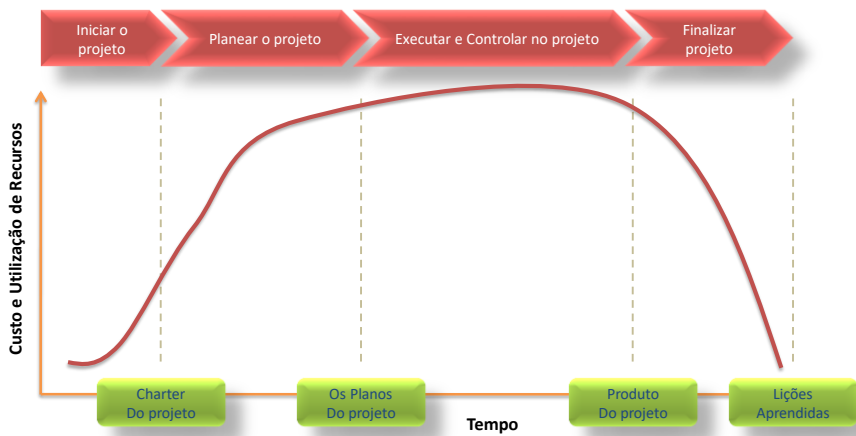 Iniciar o
projeto
Planear o projeto
Executar e Controlar no projeto
Finalizar
projeto
Custo e Utilização de Recursos
Charter
Do projeto
Os Planos
Do projeto
Produto
Do projeto
Lições
Aprendidas
Tempo